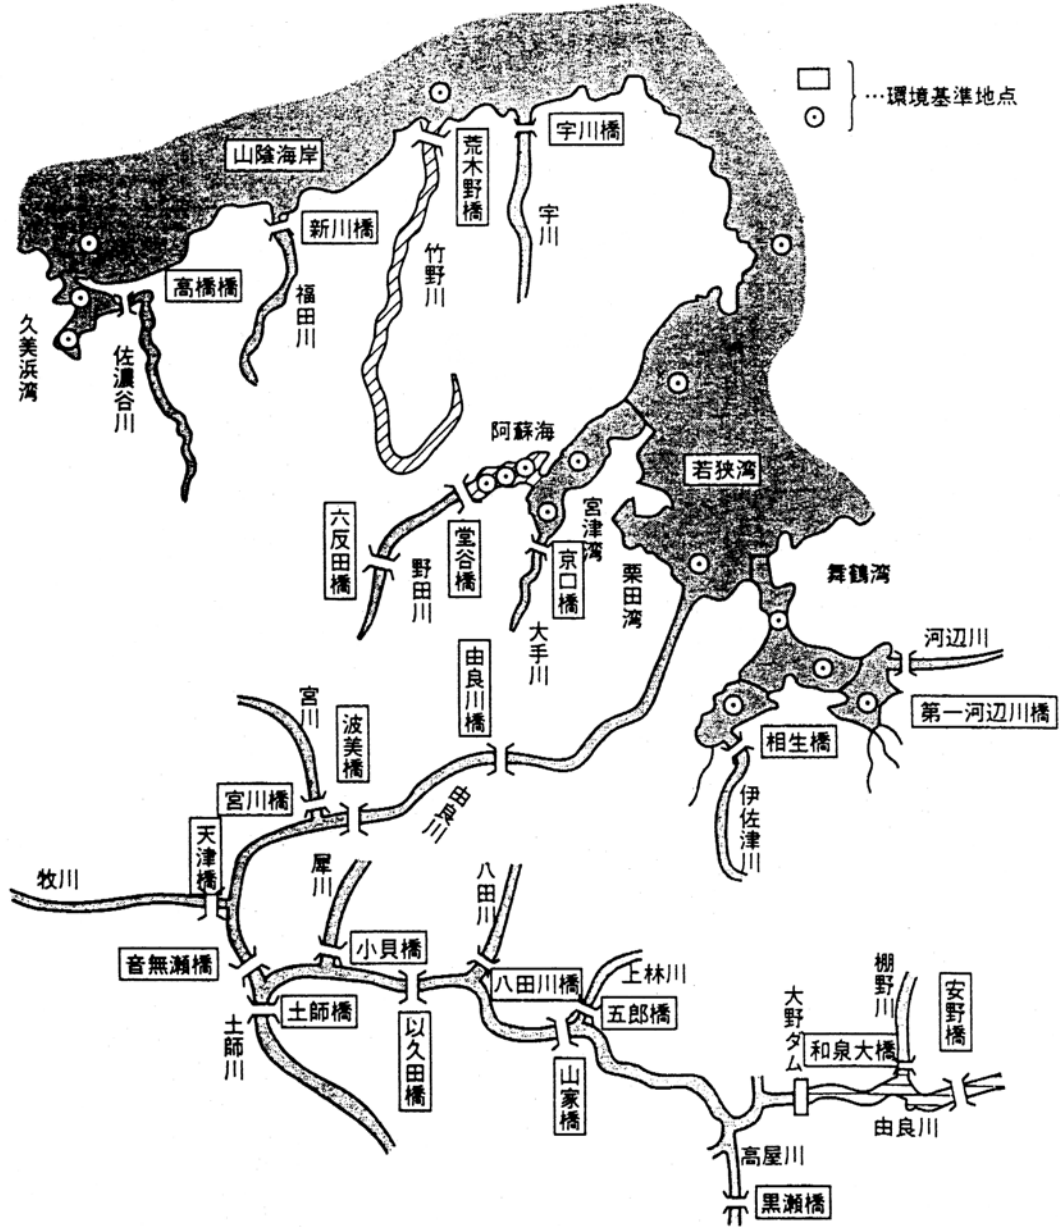 …環境基準地点
山陰海岸
荒木野橋
宇川橋
新川橋
宇川
竹野川
高橋橋
福田川
久美浜湾
佐濃谷川
阿蘇海
若狭湾
六反田橋
堂谷橋
宮津湾
京口橋
野田川
栗田湾
舞鶴湾
大手川
河辺川
由良川橋
宮川
波美橋
第一河辺川橋
相生橋
宮川橋
由良川
伊佐津川
天津橋
牧川
犀川
八田川
音無瀬橋
小貝橋
八田川橋
上林川
五郎橋
土師橋
土師川
以久田橋
山家橋
大野ダム
棚野川
安野橋
和泉大橋
由良川
高屋川
黒瀬橋